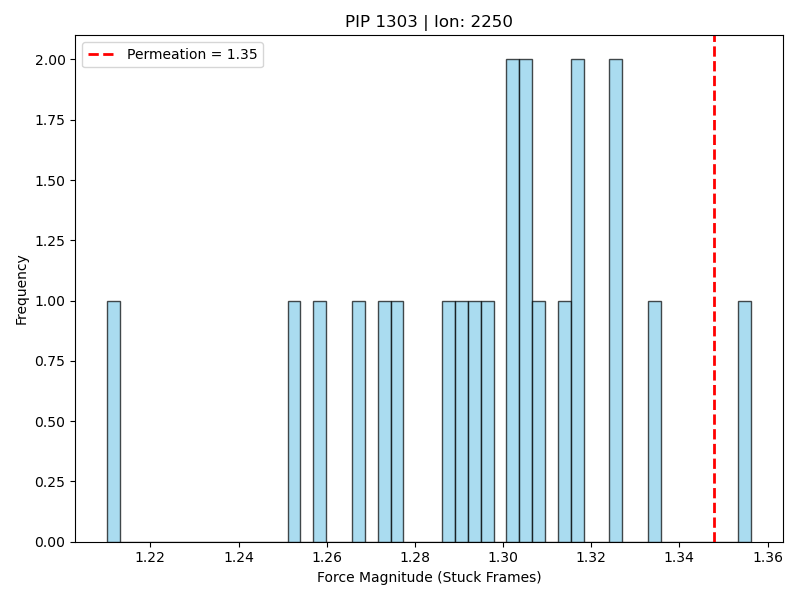 PIP 1303 | Ion: 2250
Permeation = 1.35
Frequency
2.00
1.75
1.50
1.25
1.00
0.75
0.50
0.25
0.00
1.22 1.24 1.26 1.28 1.30 1.32 1.34 1.36
Force Magnitude (Stuck Frames)